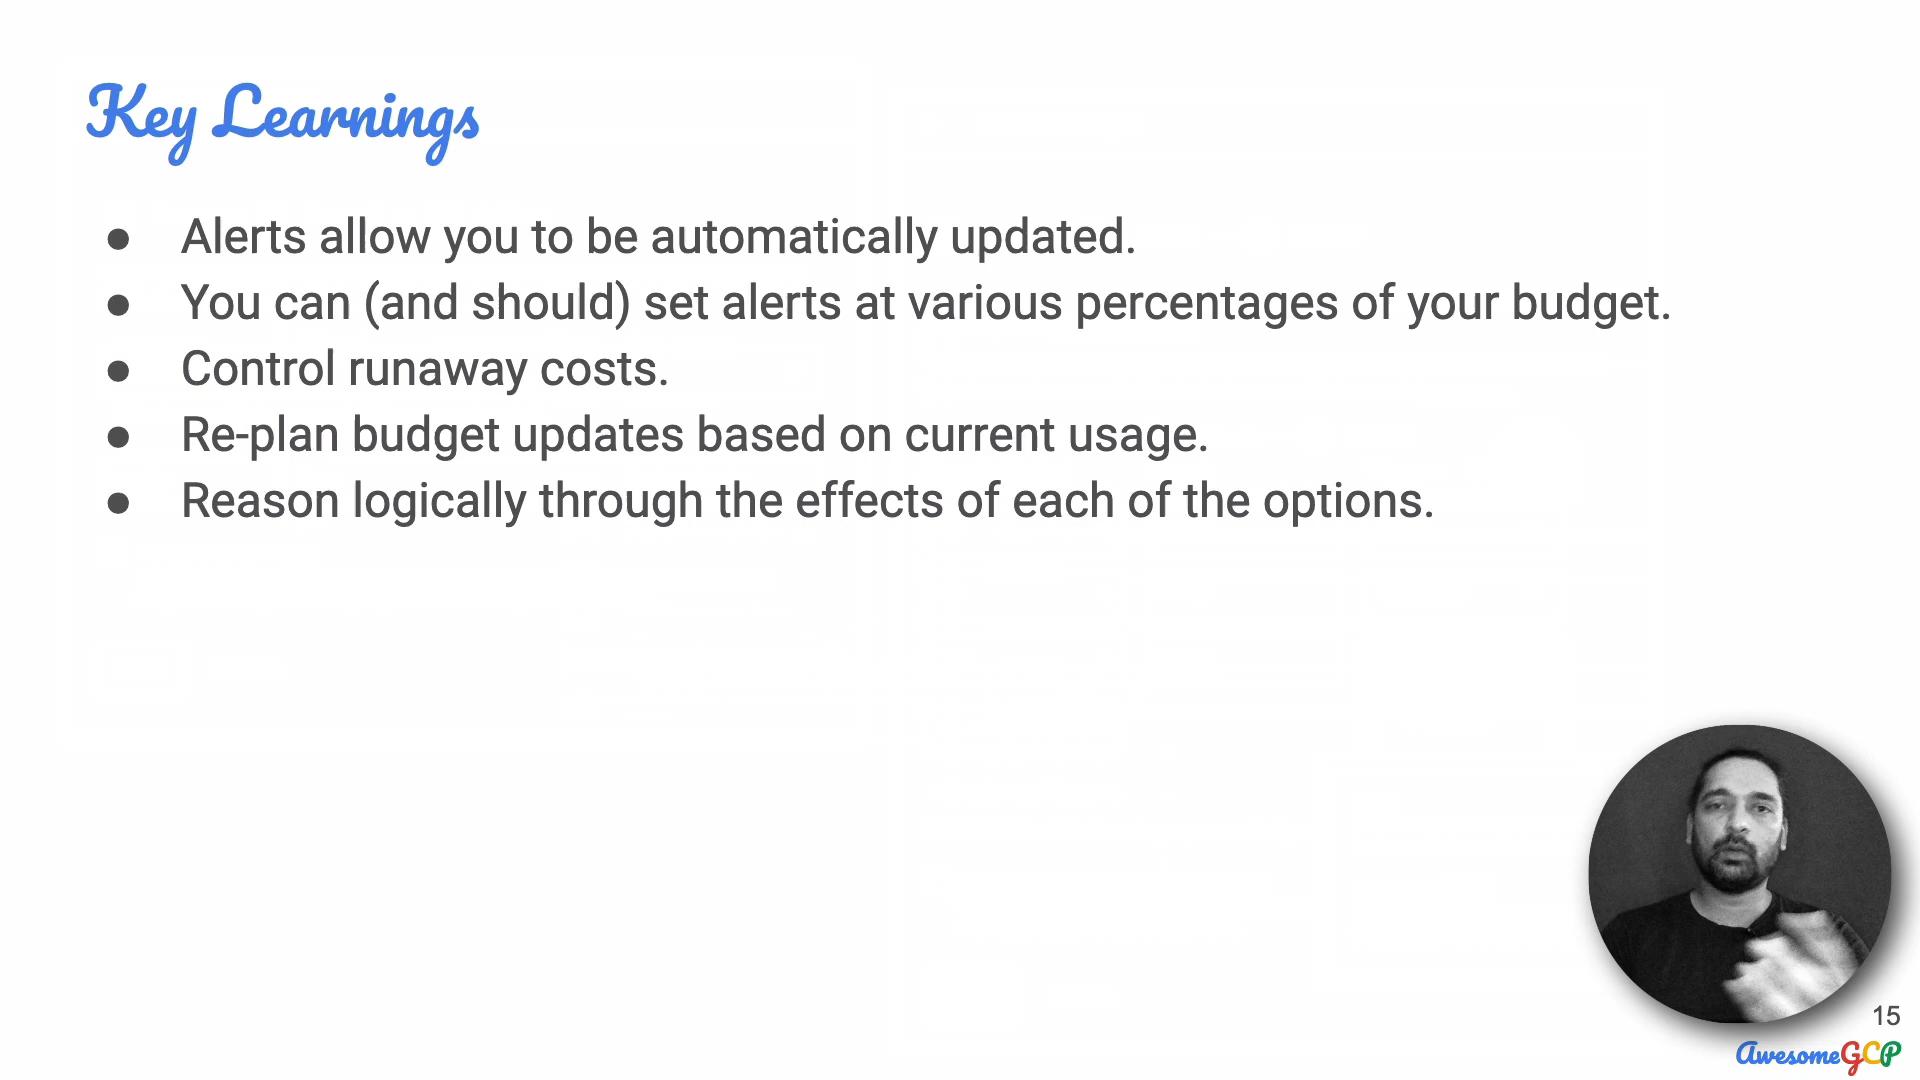 Key Learnings
● Alerts allow you to be automatically updated.
● You can (and should) set alerts at various percentages of your budget.
● Control runaway costs.
● Re-plan budget updates based on current usage.
● Reason logically through the effects of each of the options.
15
AwesomeGCP